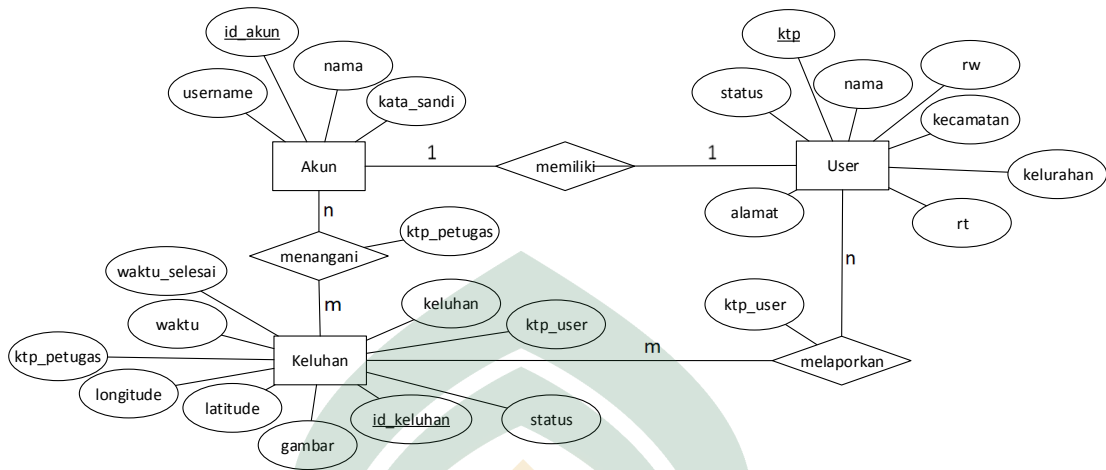 id_akun
nama
username
kata_sandi
Akun
1
memiliki
1
ktp
rw
status
nama
kecamatan
User
kelurahan
alamat
rt
n
menangani
ktp_petugas
m
n
ktp_user
melaporkan
m
waktu_selesai
keluhan
waktu
ktp_user
ktp_petugas
Keluhan
longitude
latitude
id_keluhan
status
gambar